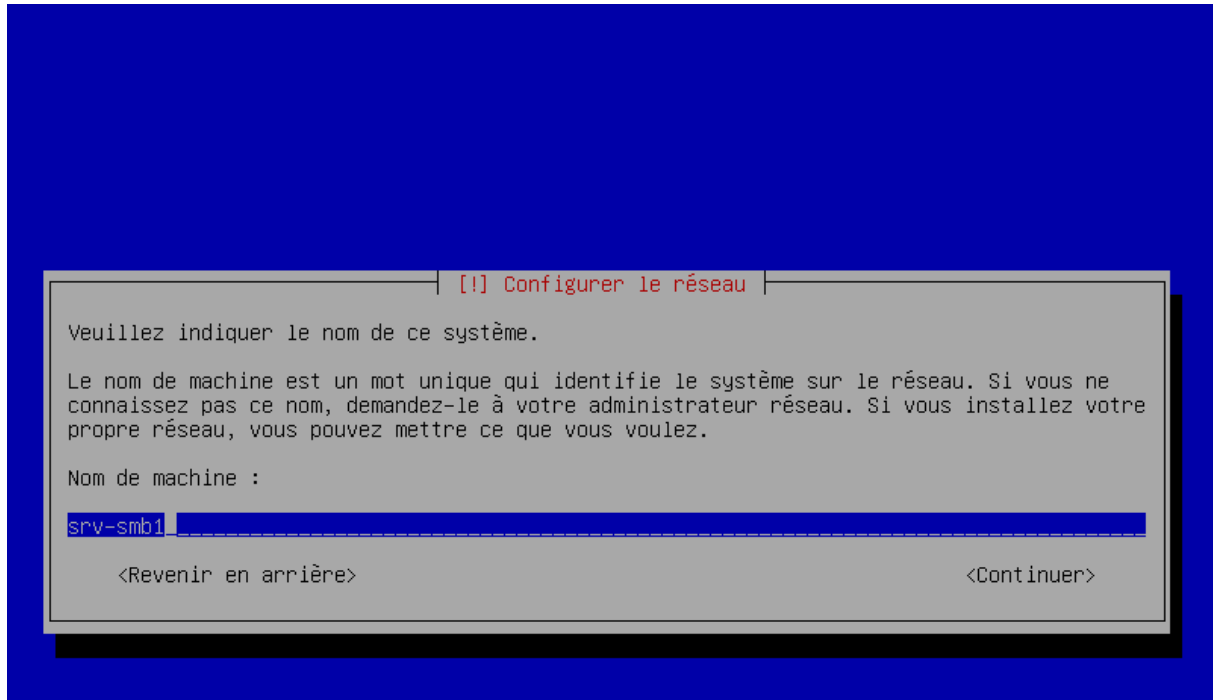 [!] Configurer le réseau
Veuillez indiquer le nom de ce système.
Le nom de machine est un mot unique qui identifie le système sur le réseau. Si vous ne
connaissez pas ce nom, demandez-le à votre administrateur réseau. Si vous installez votre
propre réseau, vous pouvez mettre ce que vous voulez.
Nom de machine :
srv-smb1
<Revenir en arrière> <Continuer>